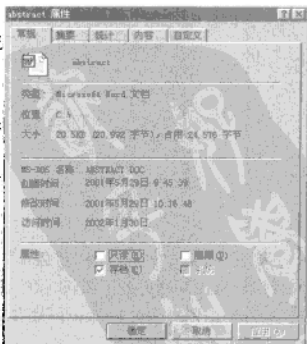 abstract 属性
常规 摘要 统计 内容 自定义
abstract
类型: Microsoft Word 文档
位置: C:\
大小: 20.5KB (20,992 字节), 占用 24,576 字节
MS-DOS 名称: ABSTRACT.DOC
创建时间: 2001年5月29日 9:45:39
修改时间: 2001年5月29日 10:16:48
访问时间: 2002年1月30日
属性: 只读(R) 隐藏(D)
存档(C) 系统
确定 取消 应用(A)